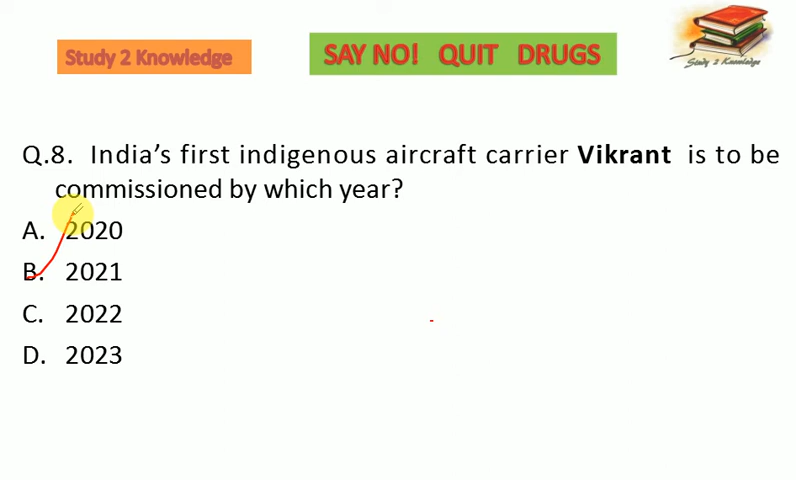 Study 2 Knowledge
SAY NO! QUIT DRUGS
Study 2 Knowledge
Q.8. India's first indigenous aircraft carrier Vikrant is to be
commissioned by which year?
A. 2020
B. 2021
C. 2022
D. 2023